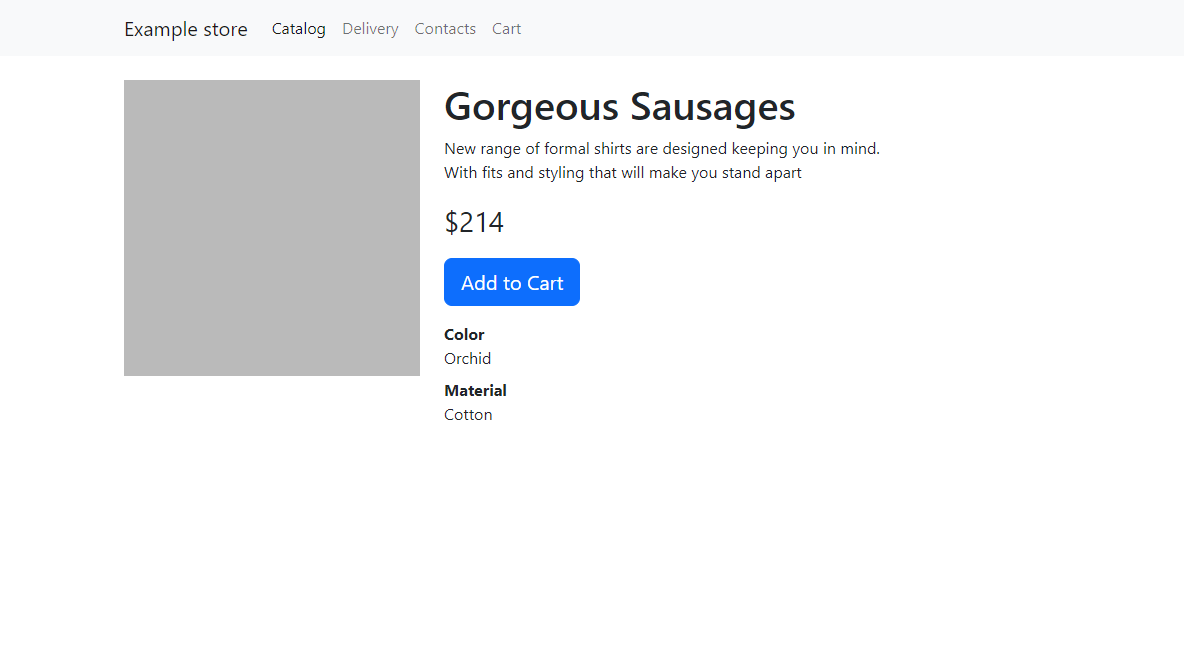 Example store Catalog Delivery Contacts Cart
Gorgeous Sausages
New range of formal shirts are designed keeping you in mind.
With fits and styling that will make you stand apart
$214
Add to Cart
Color
Orchid
Material
Cotton